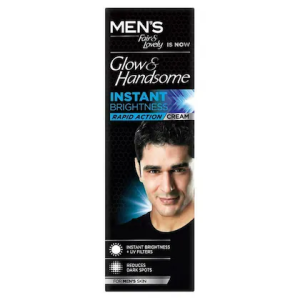 MEN'S
Fair & Lovely IS NOW
Glow &
Handsome
INSTANT
BRIGHTNESS
RAPID ACTION CREAM
INSTANT BRIGHTNESS
+ UV FILTERS
REDUCES
DARK SPOTS
FOR MEN'S SKIN